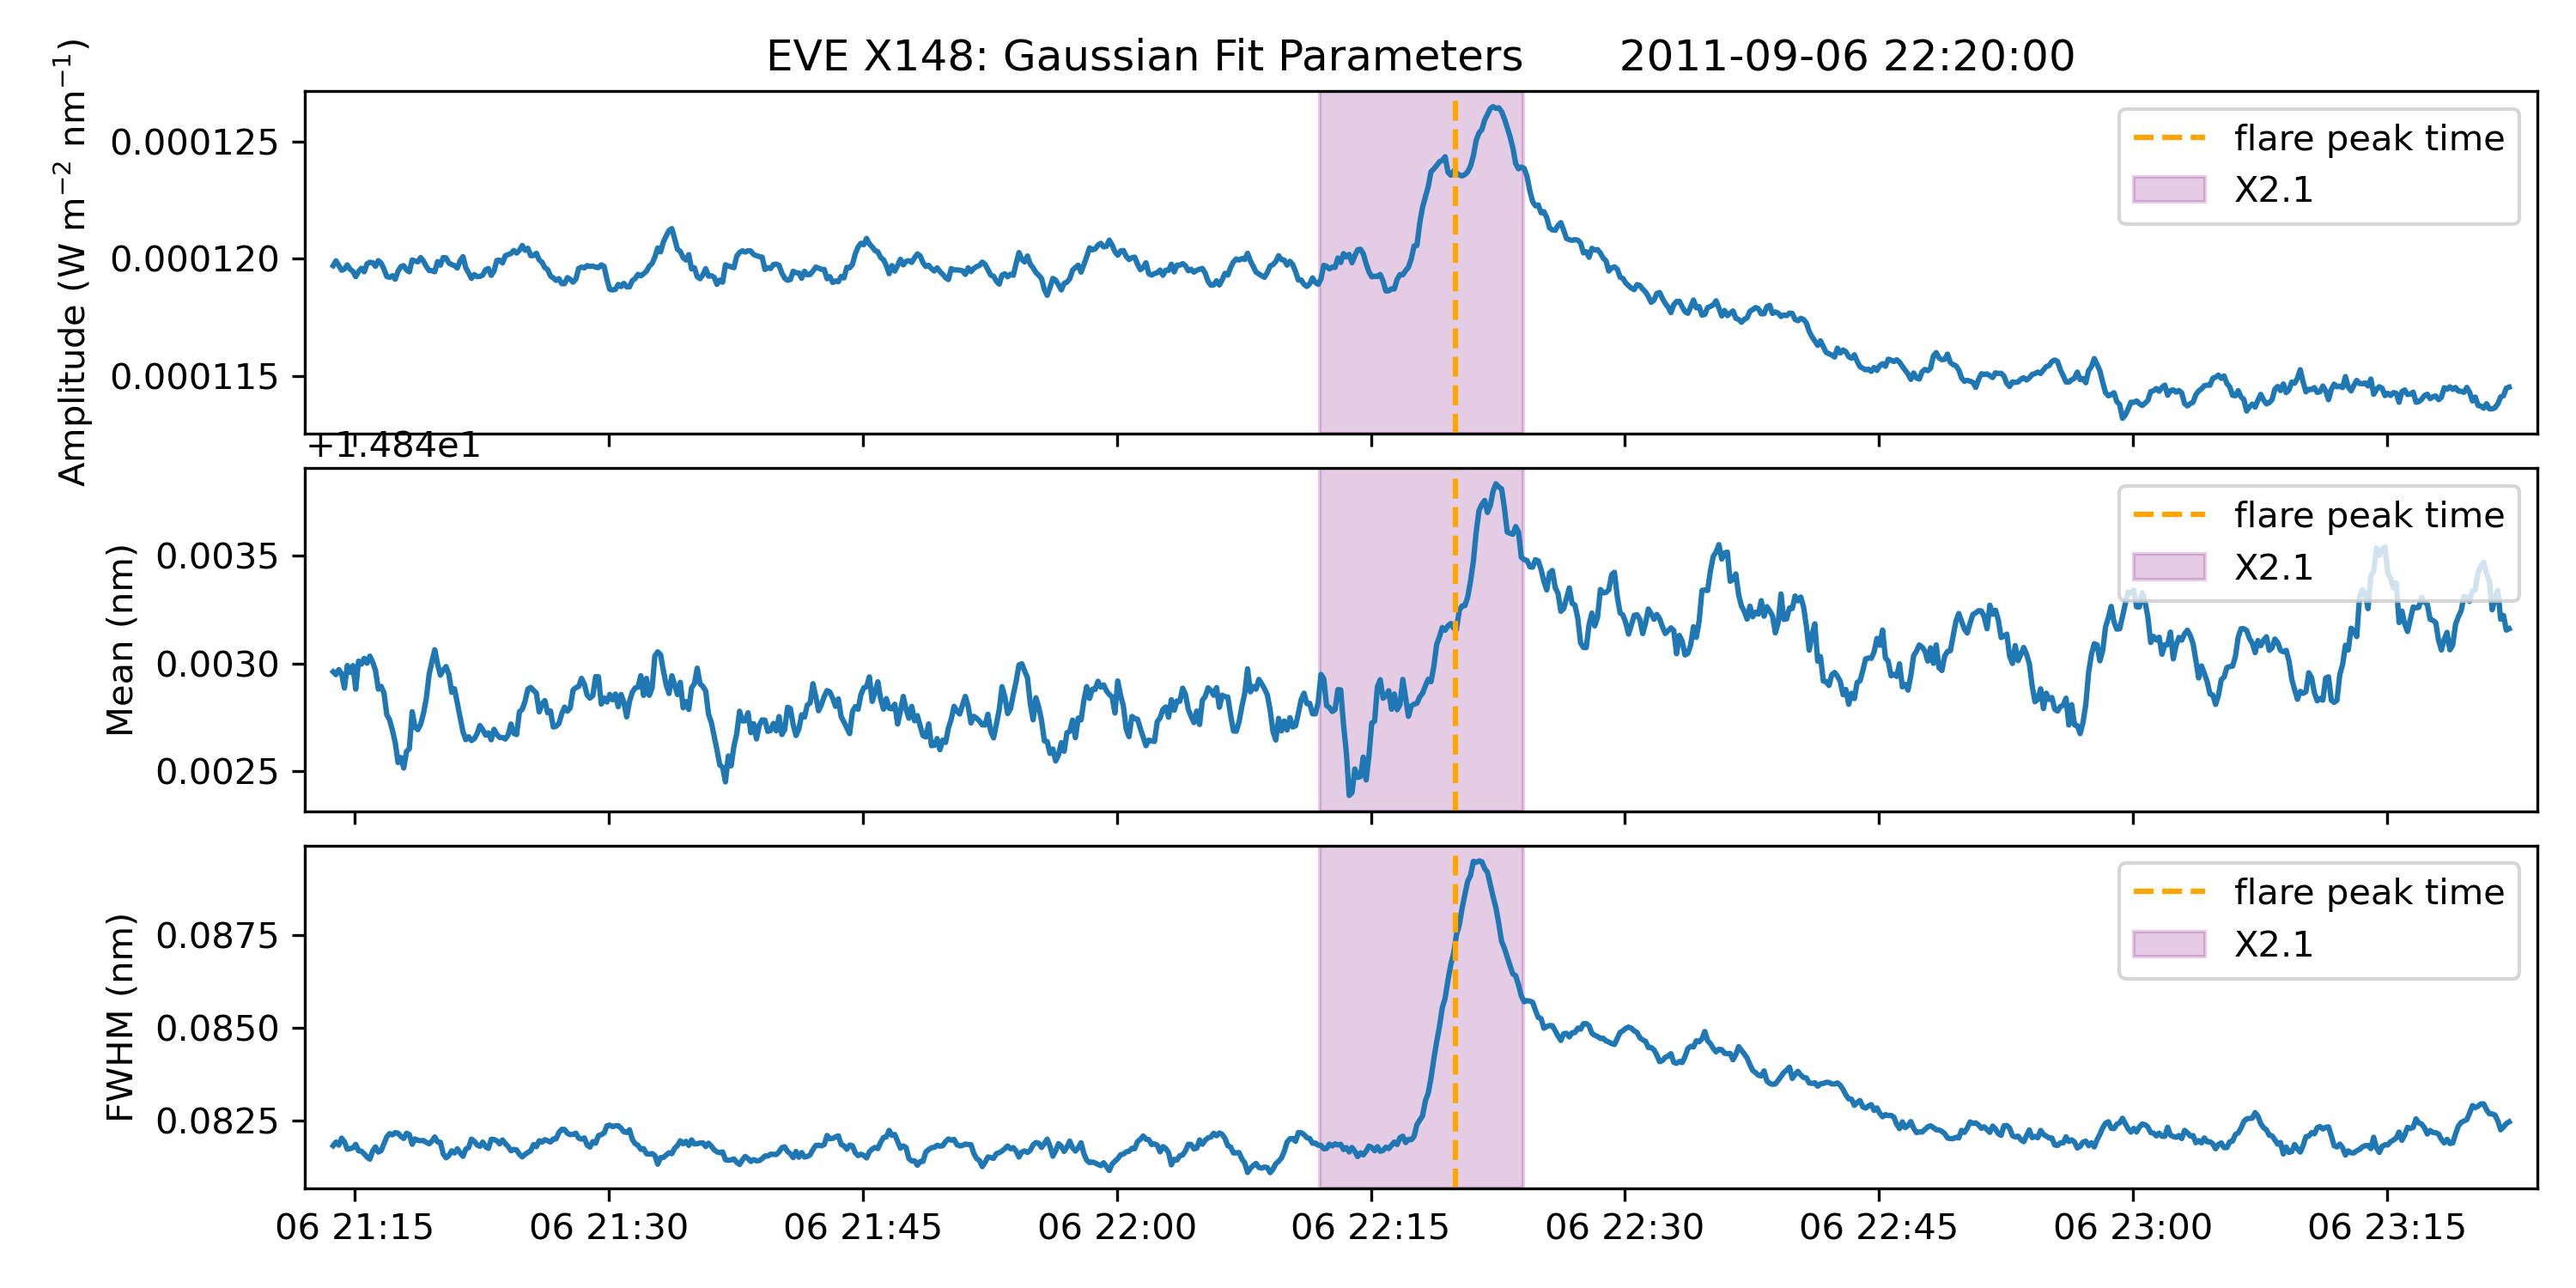 EVE X148: Gaussian Fit Parameters 2011-09-06 22:20:00
Amplitude (W m⁻² nm⁻¹)
0.000125
0.000120
0.000115
flare peak time
X2.1
+1.484e1
Mean (nm)
0.0035
0.0030
0.0025
flare peak time
X2.1
FWHM (nm)
0.0875
0.0850
0.0825
flare peak time
X2.1
06 21:15 06 21:30 06 21:45 06 22:00 06 22:15 06 22:30 06 22:45 06 23:00 06 23:15